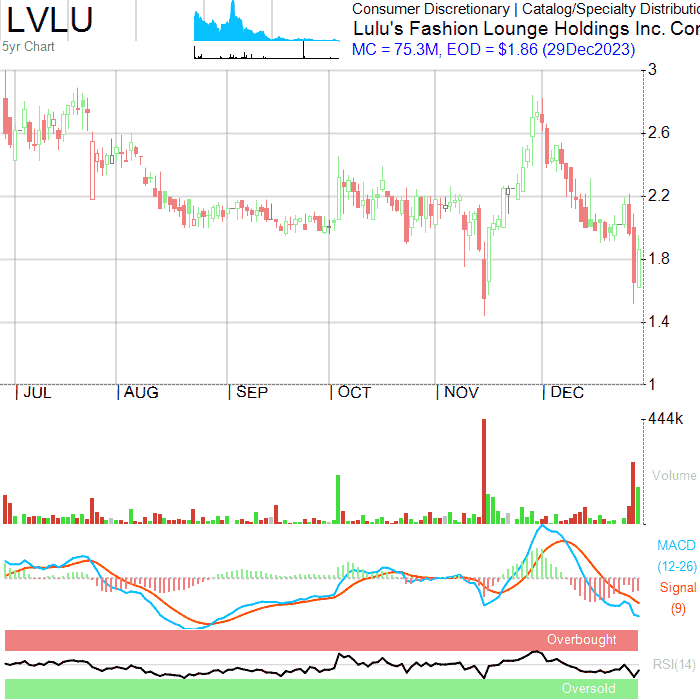 LVLU
5yr Chart
Consumer Discretionary | Catalog/Specialty Distributio
Lulu's Fashion Lounge Holdings Inc. Cor
MC = 75.3M, EOD = $1.86 (29Dec2023)
3
2.6
2.2
1.8
1.4
1
JUL AUG SEP OCT NOV DEC
444k
Volume
MACD
(12-26)
Signal
(9)
Overbought
RSI(14)
Oversold